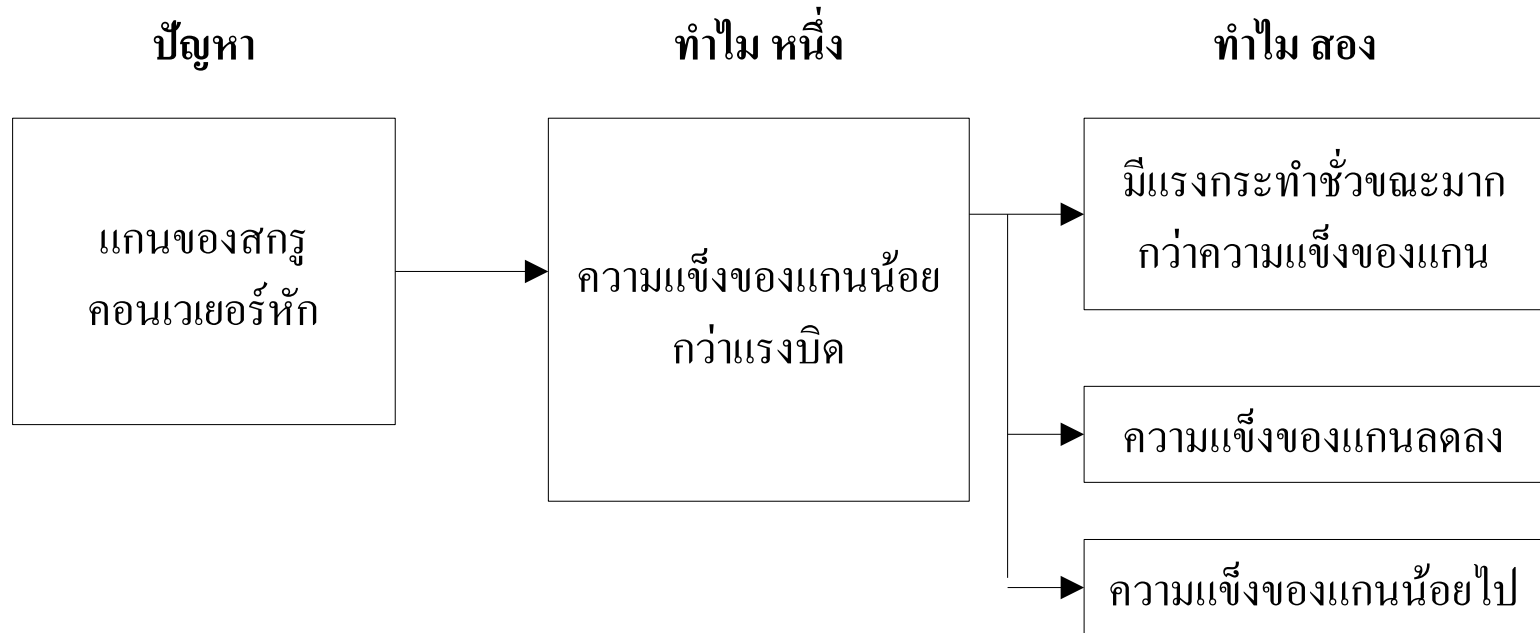 ปัญหา
ทำไม หนึ่ง
ทำไม สอง
แกนของสกรู
คอนเวเยอร์หัก
ความแข็งของแกนน้อย
กว่าแรงบิด
มีแรงกระทำชั่วขณะมาก
กว่าความแข็งของแกน
ความแข็งของแกนลดลง
ความแข็งของแกนน้อยไป